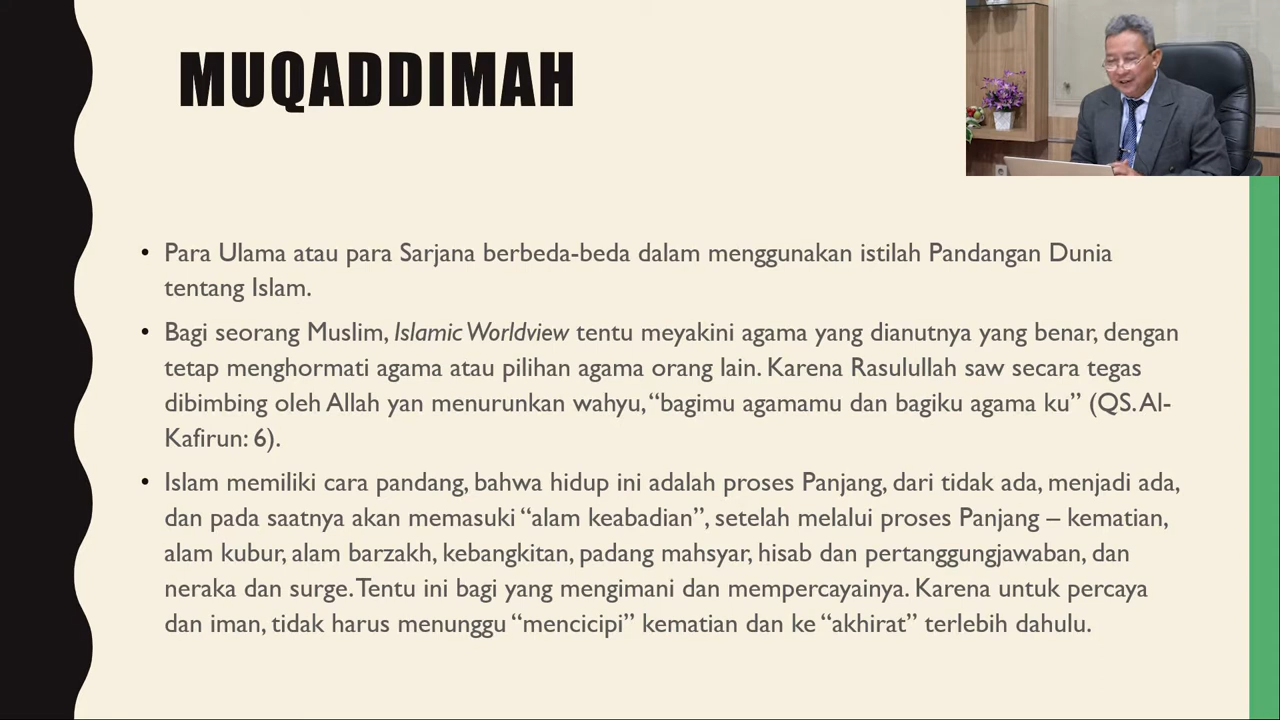 MUQADDIMAH
• Para Ulama atau para Sarjana berbeda-beda dalam menggunakan istilah Pandangan Dunia
tentang Islam.
• Bagi seorang Muslim, Islamic Worldview tentu meyakini agama yang dianutnya yang benar, dengan
tetap menghormati agama atau pilihan agama orang lain. Karena Rasulullah saw secara tegas
dibimbing oleh Allah yan menurunkan wahyu, “bagimu agamamu dan bagiku agama ku” (QS. Al-
Kafirun: 6).
• Islam memiliki cara pandang, bahwa hidup ini adalah proses Panjang, dari tidak ada, menjadi ada,
dan pada saatnya akan memasuki “alam keabadian”, setelah melalui proses Panjang – kematian,
alam kubur, alam barzakh, kebangkitan, padang mahsyar, hisab dan pertanggungjawaban, dan
neraka dan surge. Tentu ini bagi yang mengimani dan mempercayainya. Karena untuk percaya
dan iman, tidak harus menunggu “mencicipi” kematian dan ke “akhirat” terlebih dahulu.